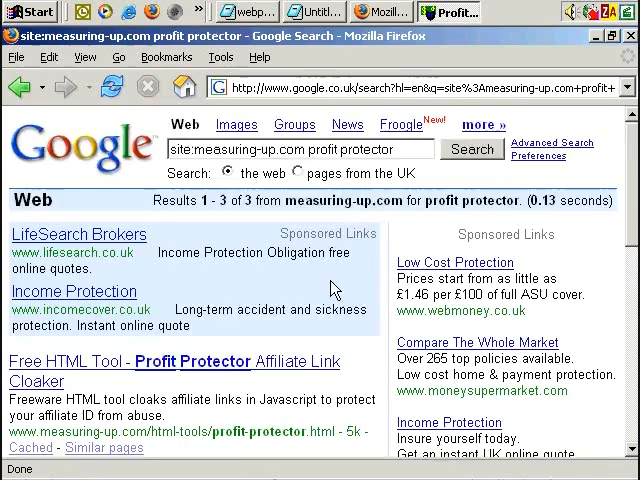 Start
webp...
Untitl...
Mozill...
Profit...
site:measuring-up.com profit protector - Google Search - Mozilla Firefox
File Edit View Go Bookmarks Tools Help
http://www.google.co.uk/search?hl=en&q=site%3Ameasuring-up.com+profit+
Web Images Groups News Froogle New! more »
Google
site:measuring-up.com profit protector
Search
Advanced Search
Preferences
Search: the web pages from the UK
Web Results 1 - 3 of 3 from measuring-up.com for profit protector. (0.13 seconds)
LifeSearch Brokers Sponsored Links
www.lifesearch.co.uk Income Protection Obligation free
online quotes.
Income Protection
www.incomecover.co.uk Long-term accident and sickness
protection. Instant online quote
Free HTML Tool - Profit Protector Affiliate Link
Cloaker
Freeware HTML tool cloaks affiliate links in Javascript to protect
your affiliate ID from abuse.
www.measuring-up.com/html-tools/profit-protector.html - 5k -
Cached - Similar pages
Sponsored Links
Low Cost Protection
Prices start from as little as
£1.46 per £100 of full ASU cover.
www.webmoney.co.uk
Compare The Whole Market
Over 265 top policies available.
Low cost home & payment protection.
www.moneysupermarket.com
Income Protection
Insure yourself today.
Get an instant UK online quote
Done